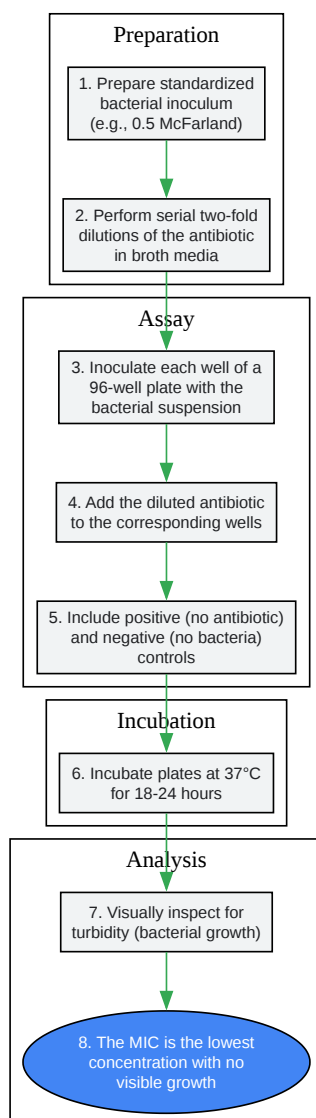 Preparation
1. Prepare standardized
bacterial inoculum
(e.g., 0.5 McFarland)
2. Perform serial two-fold
dilutions of the antibiotic
in broth media
Assay
3. Inoculate each well of a
96-well plate with the
bacterial suspension
4. Add the diluted antibiotic
to the corresponding wells
5. Include positive (no antibiotic)
and negative (no bacteria)
controls
Incubation
6. Incubate plates at 37°C
for 18-24 hours
Analysis
7. Visually inspect for
turbidity (bacterial growth)
8. The MIC is the lowest
concentration with no
visible growth